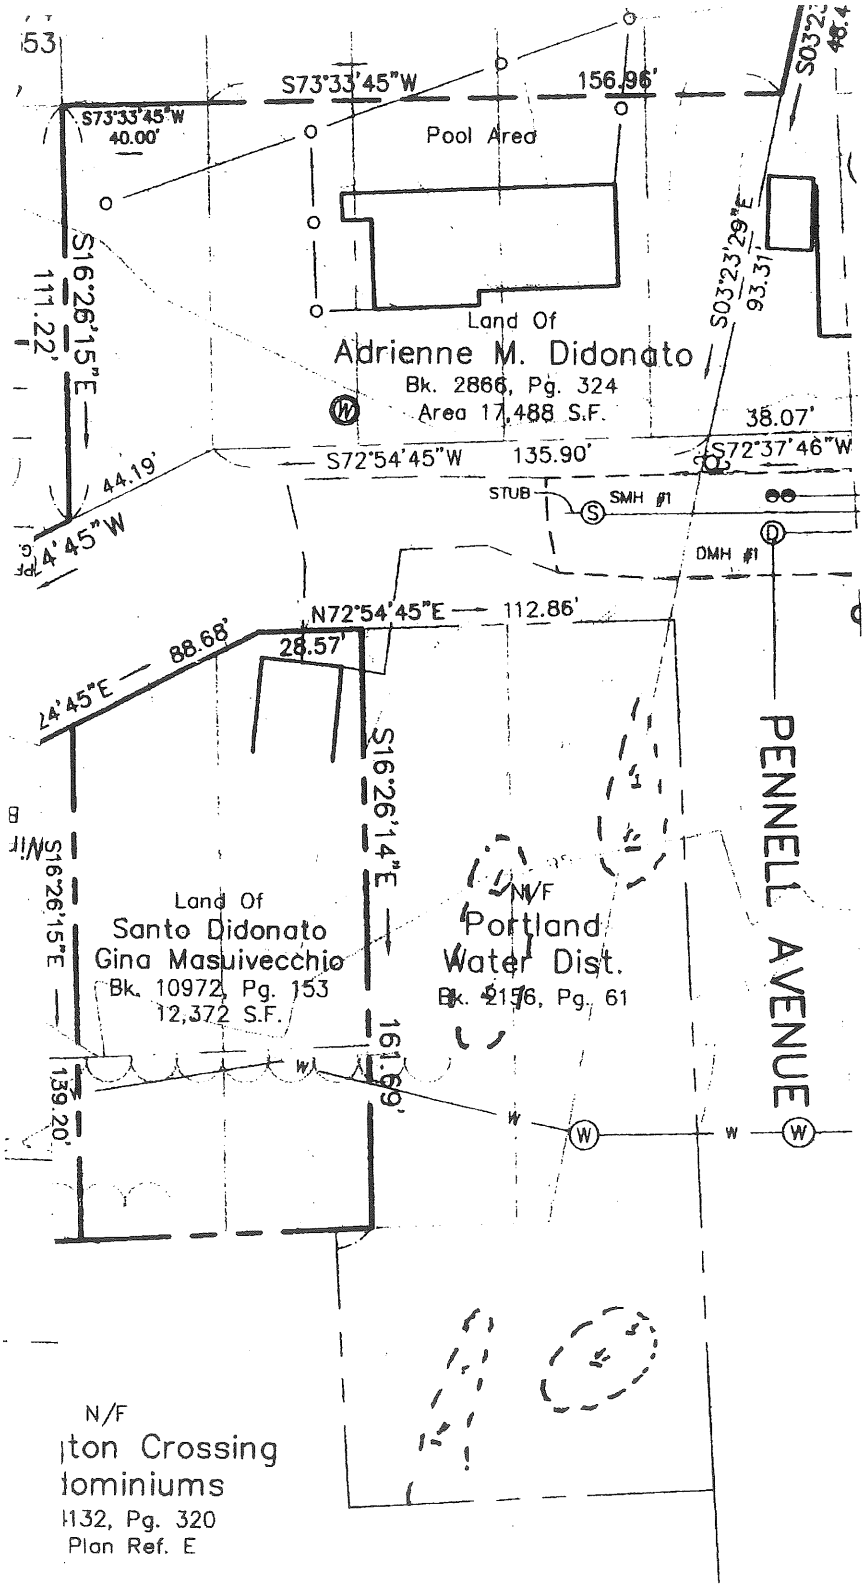 53
S03°23
48.4
S73°33'45"W
156.96'
S73°33'45"W
40.00'
Pool Area
S16°26'15"E
111.22'
S03°23'29"E
93.31'
Land Of
Adrienne M. Didonato
Bk. 2866, Pg. 324
Area 17,488 S.F.
W
38.07'
S72°37'46"W
S72°54'45"W
135.90'
44.19'
4'45"W
STUB
S
SMH #1
D
DMH #1
N72°54'45"E
112.86'
88.68'
28.57'
24'45"E
S16°26'14"E
161.69'
S16°26'15"E
139.20'
PENNELL AVENUE
Land Of
Santo Didonato
Gina Masuivecchio
Bk. 10972, Pg. 153
12,372 S.F.
N/F
Portland
Water Dist.
Bk. 2156, Pg. 61
W
W
W
W
W
N/F
ton Crossing
dominiums
132, Pg. 320
Plan Ref. E